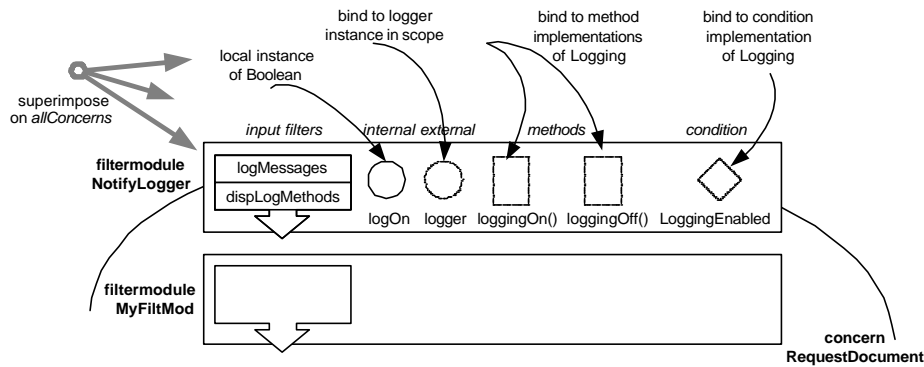 bind to logger
instance in scope
bind to method
implementations
of Logging
bind to condition
implementation
of Logging
local instance
of Boolean
superimpose
on allConcerns
input filters
internal external
methods
condition
filtermodule
NotifyLogger
logMessages
dispLogMethods
logOn
logger
loggingOn()
loggingOff()
LoggingEnabled
filtermodule
MyFiltMod
concern
RequestDocument